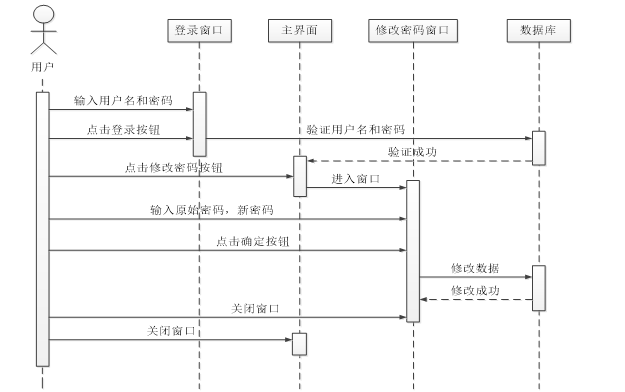 登录窗口
主界面
修改密码窗口
数据库
用户
输入用户名和密码
点击登录按钮
验证用户名和密码
验证成功
点击修改密码按钮
进入窗口
输入原始密码，新密码
点击确定按钮
修改数据
修改成功
关闭窗口
关闭窗口